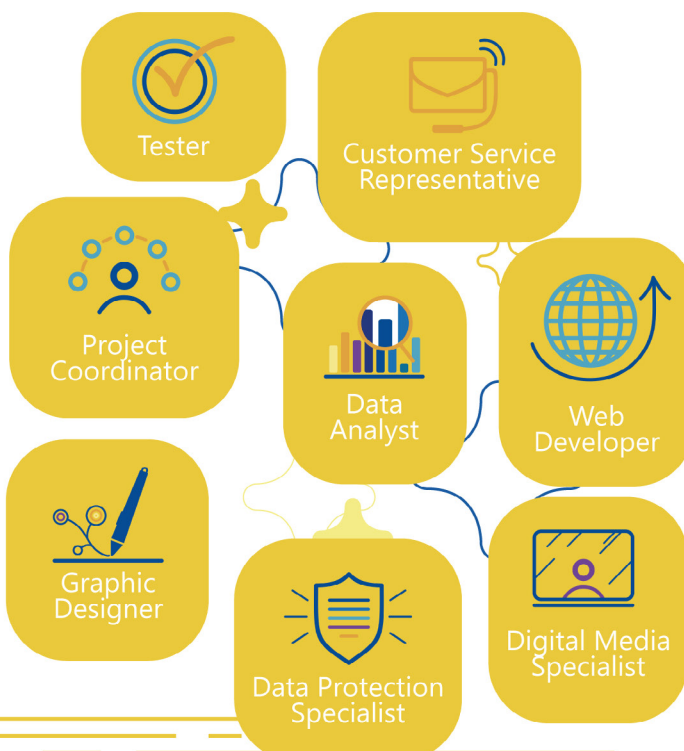 Tester
Customer Service
Representative
Project
Coordinator
Data
Analyst
Web
Developer
Graphic
Designer
Digital Media
Specialist
Data Protection
Specialist